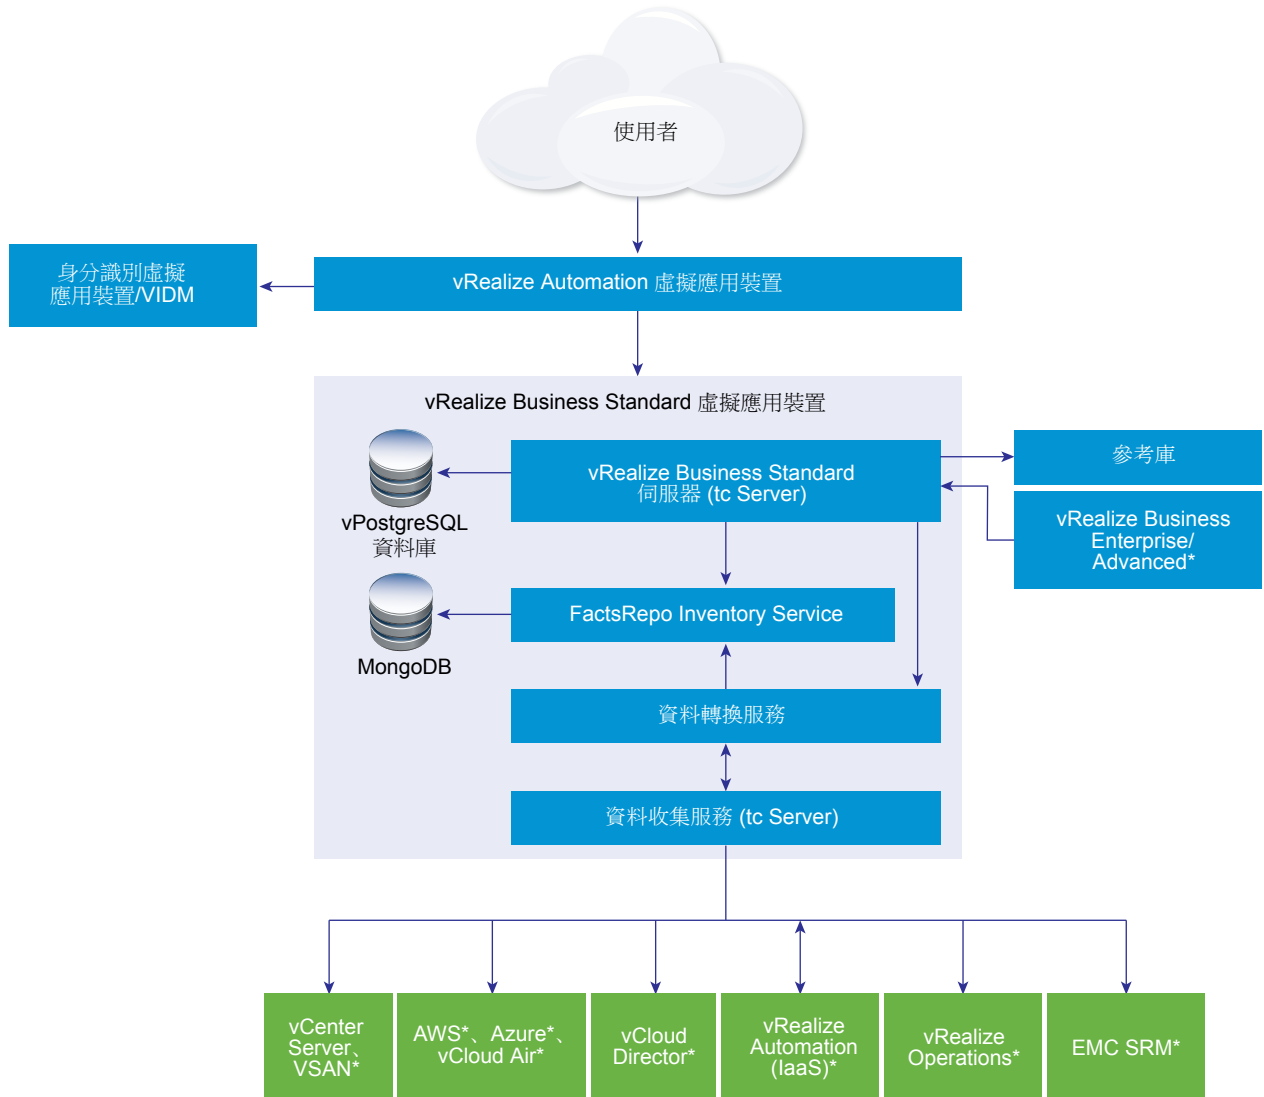 使用者
身分識別虛擬
應用裝置/VIDM
vRealize Automation 虛擬應用裝置
vRealize Business Standard 虛擬應用裝置
vPostgreSQL
資料庫
vRealize Business Standard
伺服器 (tc Server)
參考庫
vRealize Business
Enterprise/
Advanced*
MongoDB
FactsRepo Inventory Service
資料轉換服務
資料收集服務 (tc Server)
vCenter
Server、
VSAN*
AWS*、Azure*、
vCloud Air*
vCloud
Director*
vRealize
Automation
(IaaS)*
vRealize
Operations*
EMC SRM*